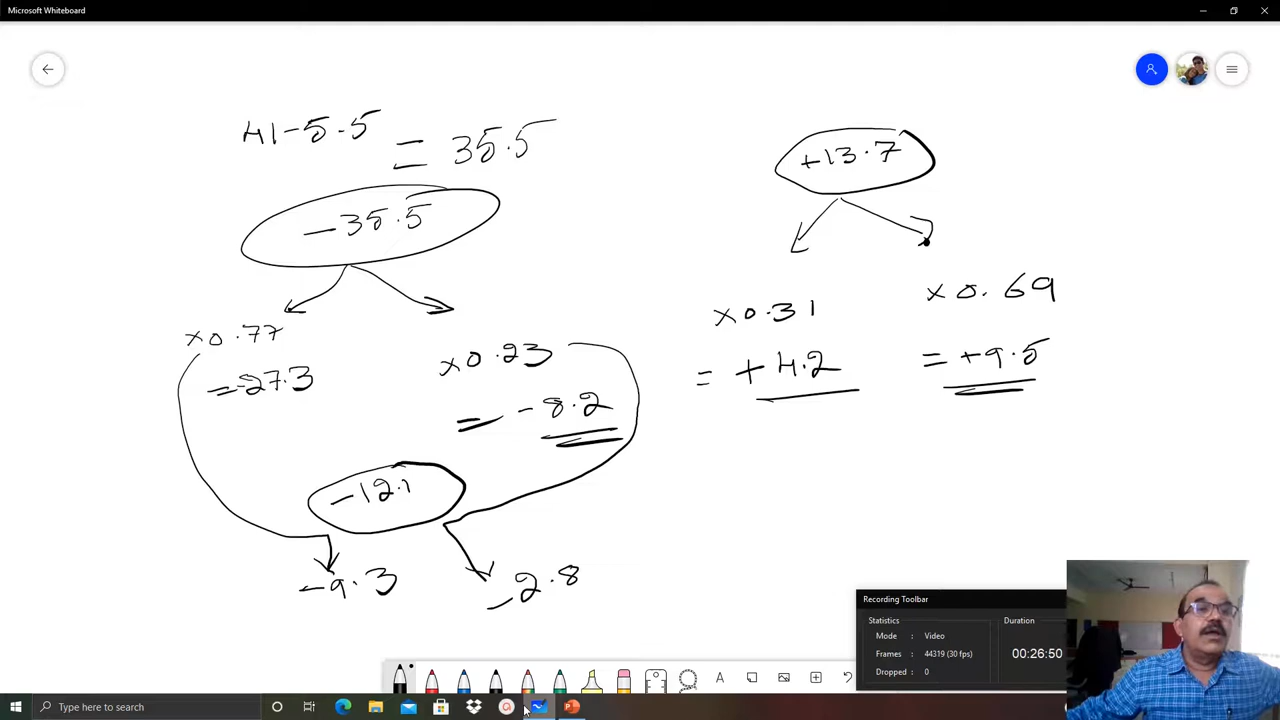 Microsoft Whiteboard
41-5.5
= 35.5
-35.5
x0.77
=-27.3
x0.23
= -8.2
-12.1
-9.3
-2.8
+13.7
x0.31
= +4.2
x0.69
= +9.5
Recording Toolbar
Statistics
Mode : Video
Frames : 44319 (30 fps)
Dropped : 0
Duration
00:26:50
Type here to search